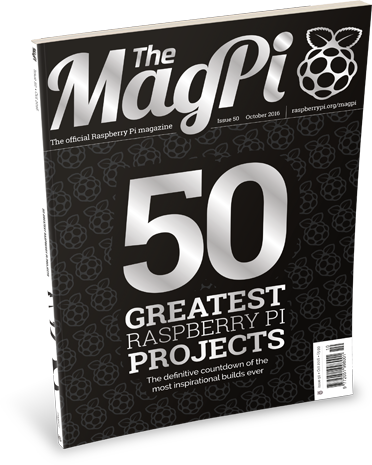 The
MagPi
The official Raspberry Pi magazine
Issue 50 October 2016 raspberrypi.org/magpi
50
GREATEST
RASPBERRY PI
PROJECTS
The definitive countdown of the
most inspirational builds ever